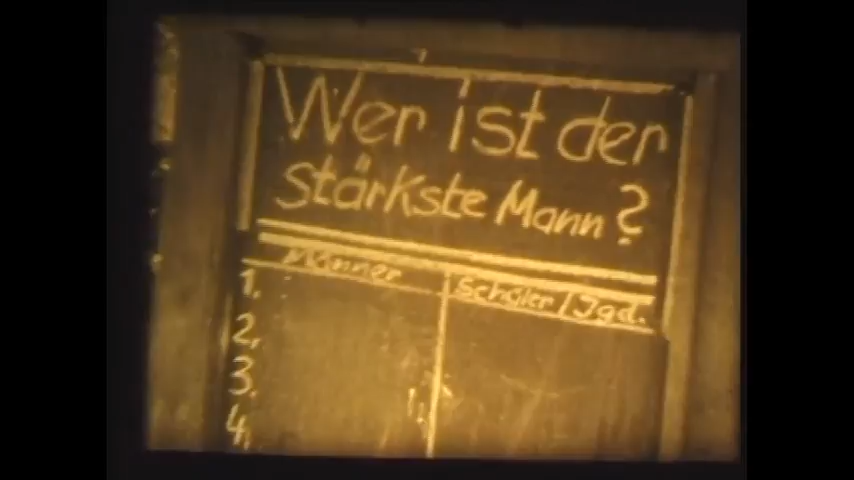 Wer ist der
stärkste Mann?
Männer
Schüler/Jgd.
1.
2.
3.
4.